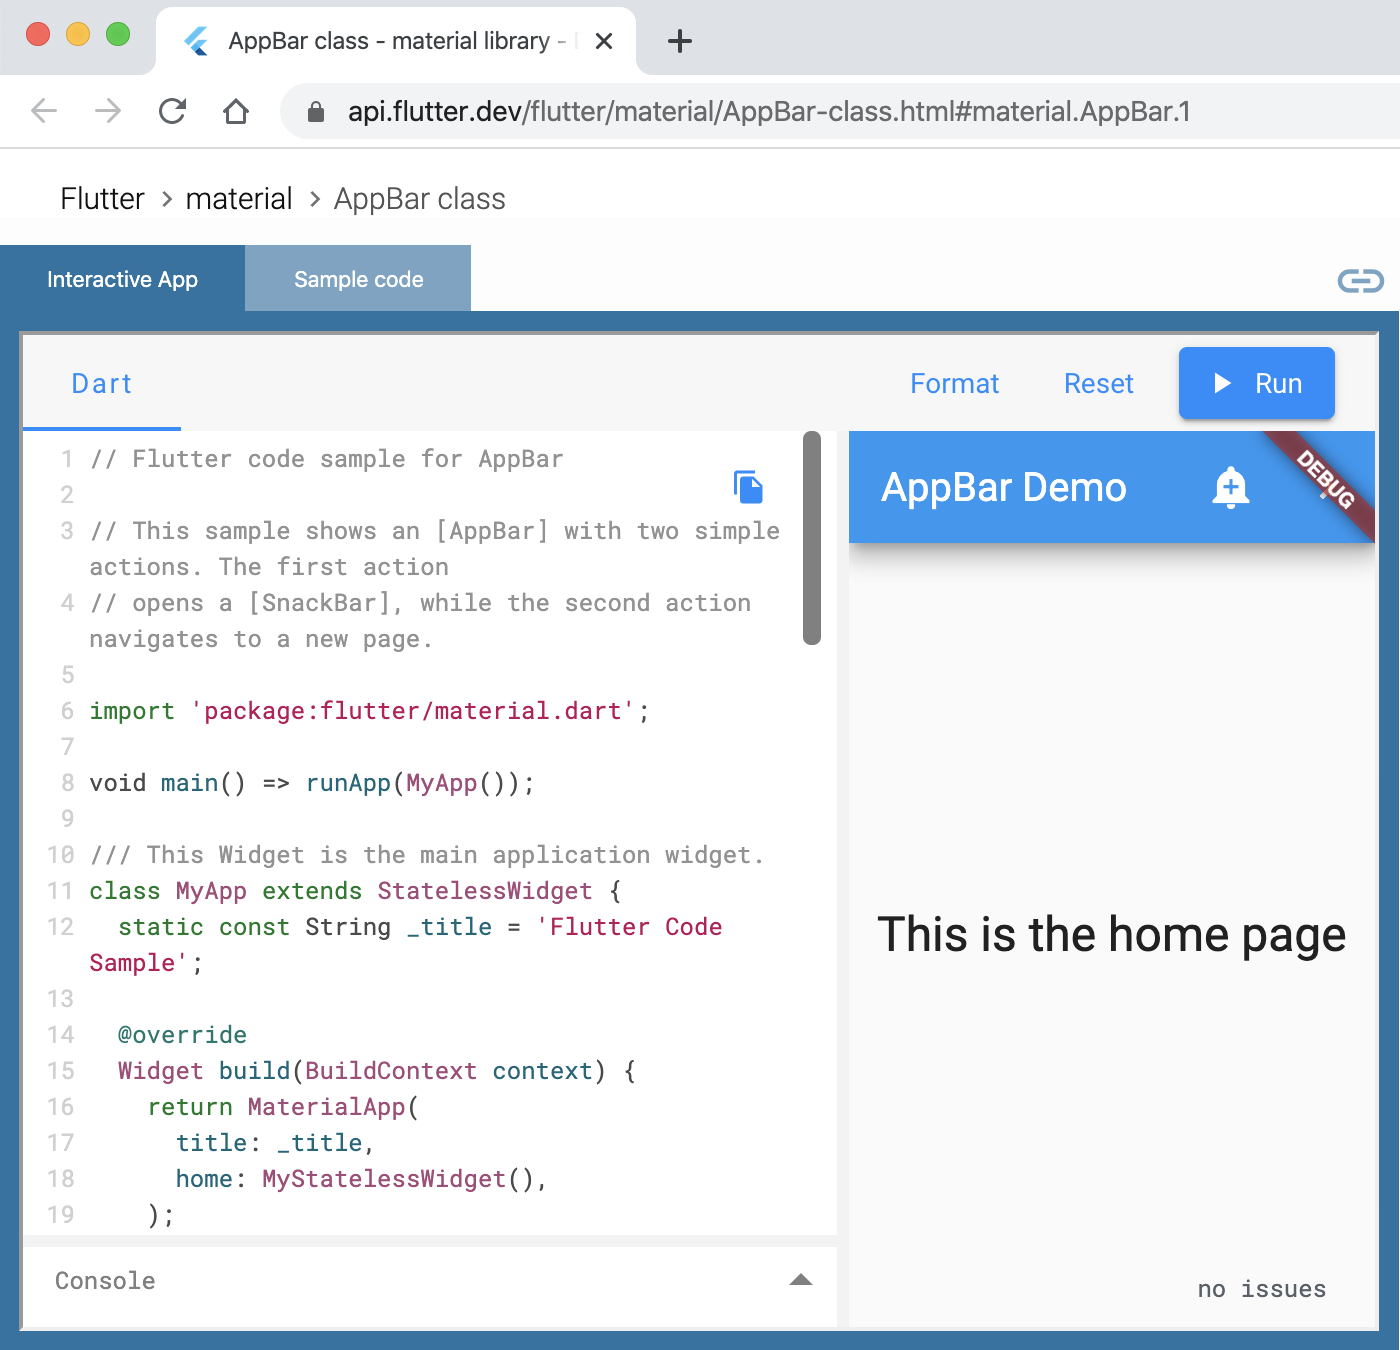 AppBar class - material library -
api.flutter.dev/flutter/material/AppBar-class.html#material.AppBar.1
Flutter > material > AppBar class
Interactive App
Sample code
Dart
Format
Reset
Run
1 // Flutter code sample for AppBar
2
3 // This sample shows an [AppBar] with two simple
actions. The first action
4 // opens a [SnackBar], while the second action
navigates to a new page.
5
6 import 'package:flutter/material.dart';
7
8 void main() => runApp(MyApp());
9
10 /// This Widget is the main application widget.
11 class MyApp extends StatelessWidget {
12   static const String _title = 'Flutter Code
Sample';
13
14   @override
15   Widget build(BuildContext context) {
16     return MaterialApp(
17       title: _title,
18       home: MyStatelessWidget(),
19     );
Console
AppBar Demo
DEBUG
This is the home page
no issues